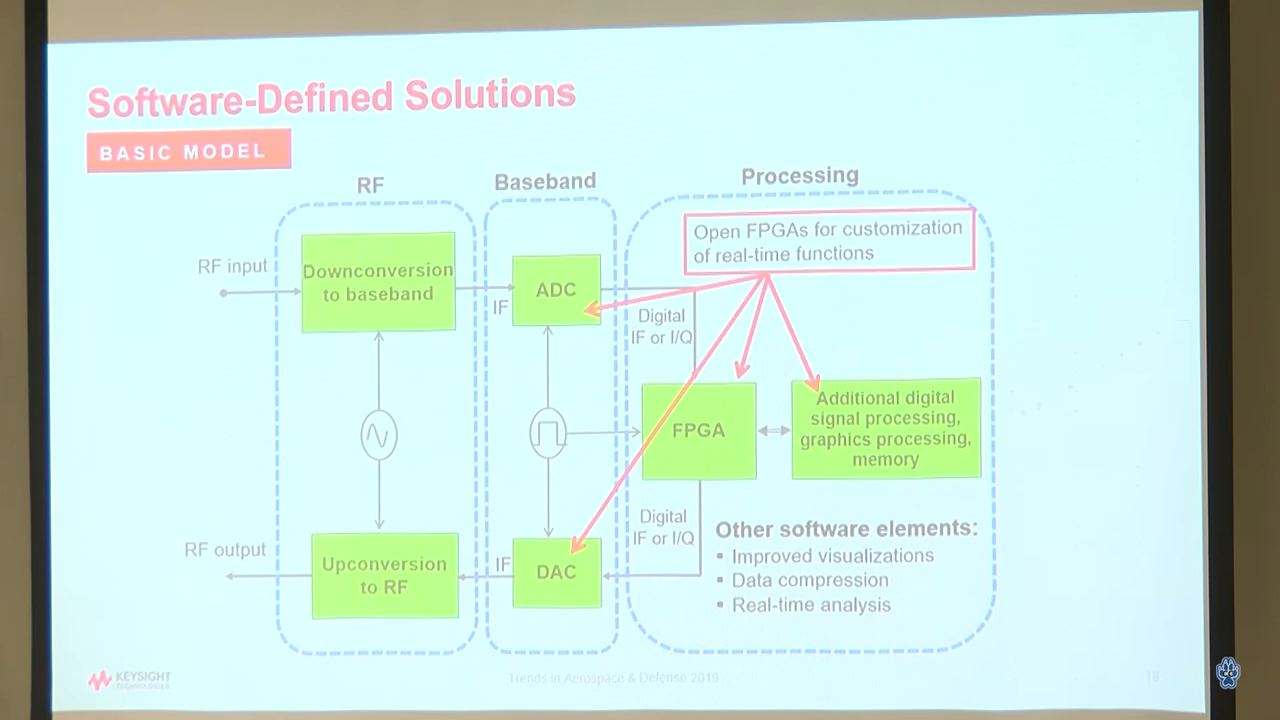 Software-Defined Solutions
BASIC MODEL
RF
Baseband
Processing
Open FPGAs for customization
of real-time functions
RF input
Downconversion
to baseband
IF
ADC
Digital
IF or I/Q
FPGA
Additional digital
signal processing,
graphics processing,
memory
RF output
Upconversion
to RF
IF
DAC
Digital
IF or I/Q
Other software elements:
▪ Improved visualizations
▪ Data compression
▪ Real-time analysis
KEYSIGHT
TECHNOLOGIES
Trends in Aerospace & Defense 2019
18